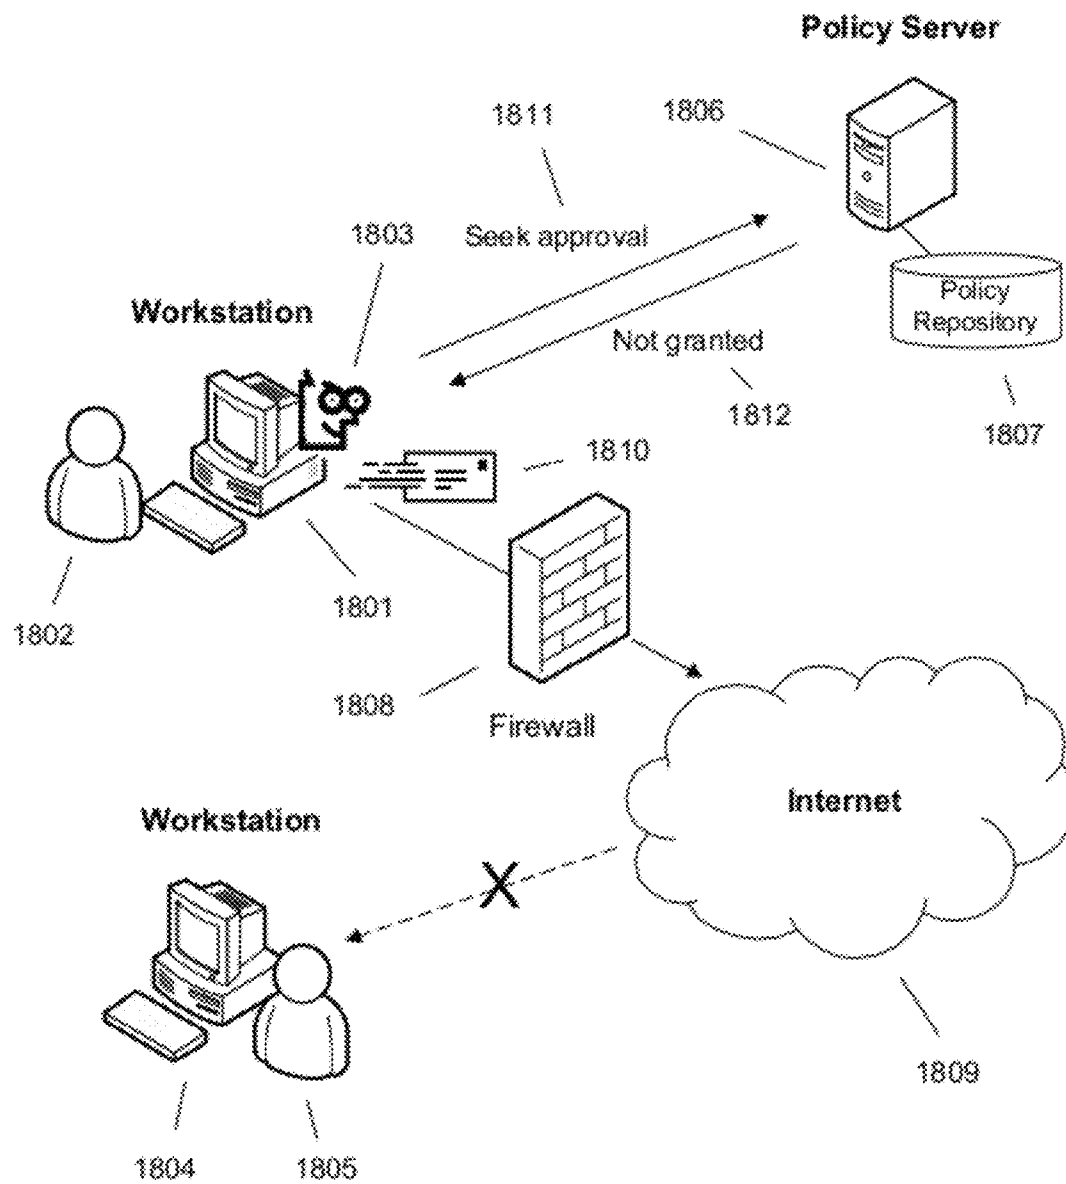 Policy Server
1811
1806
1803
Seek approval
Workstation
Policy
Repository
Not granted
1812
1807
1810
1801
1802
1808
Firewall
Internet
Workstation
X
1809
1804
1805